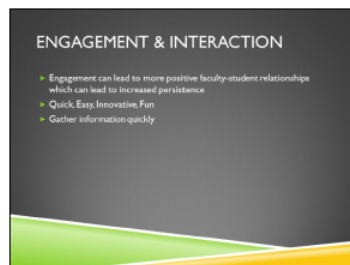 ENGAGEMENT & INTERACTION
Engagement can lead to more positive faculty-student relationships
which can lead to increased persistence
Quick, Easy, Innovative, Fun
Gather information quickly